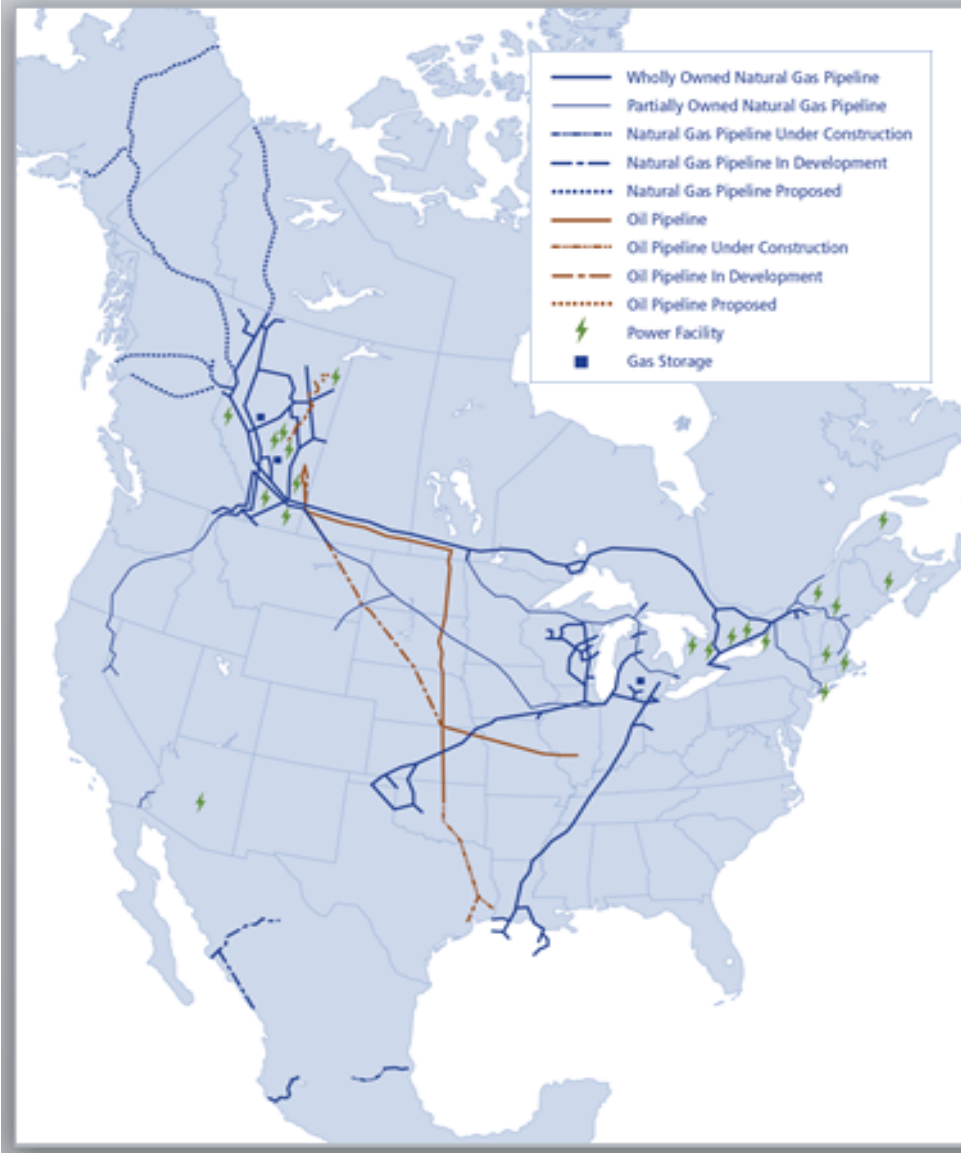 Wholly Owned Natural Gas Pipeline
Partially Owned Natural Gas Pipeline
Natural Gas Pipeline Under Construction
Natural Gas Pipeline In Development
Natural Gas Pipeline Proposed
Oil Pipeline
Oil Pipeline Under Construction
Oil Pipeline In Development
Oil Pipeline Proposed
Power Facility
Gas Storage